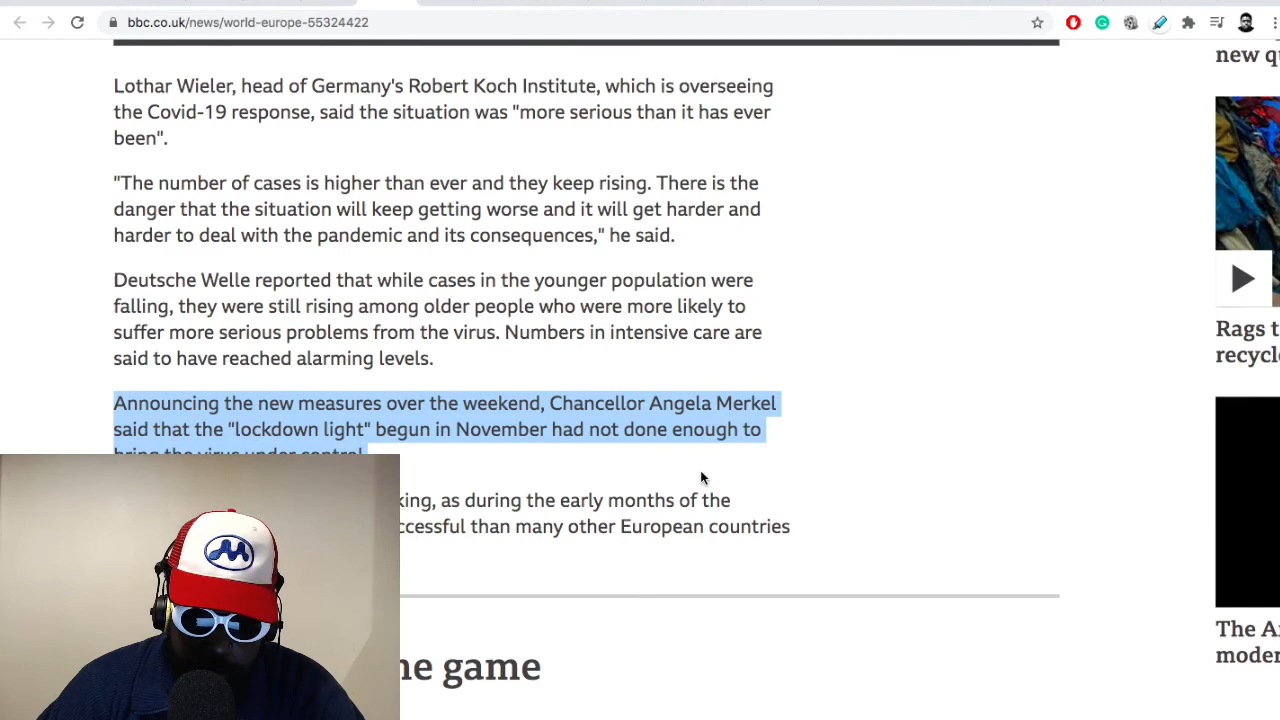 bbc.co.uk/news/world-europe-55324422
new qu
Lothar Wieler, head of Germany's Robert Koch Institute, which is overseeing
the Covid-19 response, said the situation was "more serious than it has ever
been".
"The number of cases is higher than ever and they keep rising. There is the
danger that the situation will keep getting worse and it will get harder and
harder to deal with the pandemic and its consequences," he said.
Deutsche Welle reported that while cases in the younger population were
falling, they were still rising among older people who were more likely to
suffer more serious problems from the virus. Numbers in intensive care are
said to have reached alarming levels.
Rags t
recycle
Announcing the new measures over the weekend, Chancellor Angela Merkel
said that the "lockdown light" begun in November had not done enough to
bring the virus under control.
king, as during the early months of the
ccessful than many other European countries
The A
moder
he game